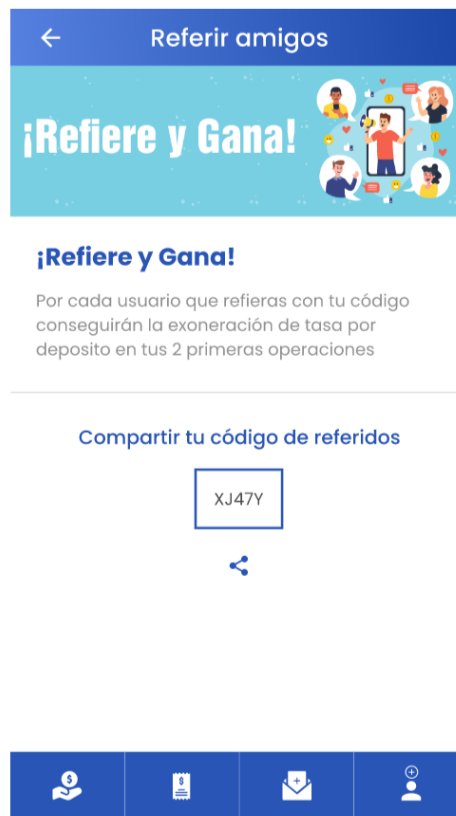 Referir amigos
¡Refiere y Gana!
¡Refiere y Gana!
Por cada usuario que refieras con tu código
conseguirán la exoneración de tasa por
deposito en tus 2 primeras operaciones
Compartir tu código de referidos
XJ47Y